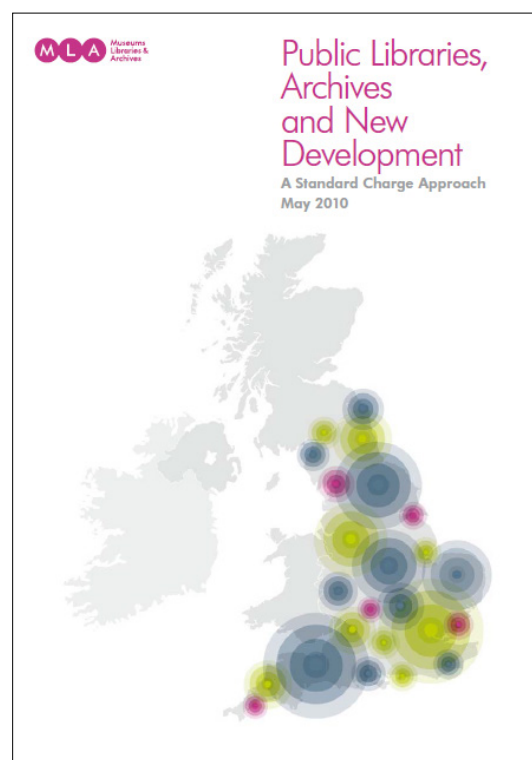 MLA
Museums
Libraries &
Archives
Public Libraries,
Archives
and New
Development
A Standard Charge Approach
May 2010